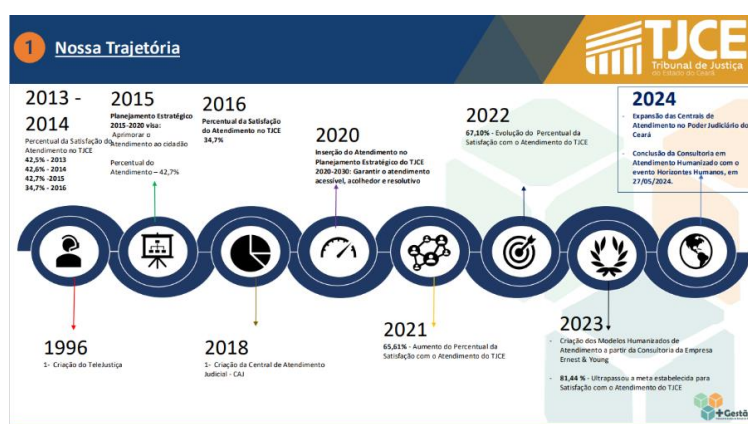 1 Nossa Trajetória
TJCE
Tribunal de Justiça
do Estado do Ceará
2013 -
2014
Percentual da Satisfação do
Atendimento no TJCE
42,5% - 2013
42,6% - 2014
42,7% -2015
34,7% - 2016
2015
Planejamento Estratégico
2015-2020 visa:
Aprimorar o
Atendimento ao cidadão
Percentual do
Atendimento – 42,7%
2016
Percentual da Satisfação
do Atendimento no TJCE
34,7%
2020
Inserção do Atendimento no
Planejamento Estratégico do TJCE
2020-2030: Garantir o atendimento
acessível, acolhedor e resolutivo
2022
67,10% - Evolução do Percentual da
Satisfação com o Atendimento do TJCE
2024
- Expansão das Centrais de
Atendimento no Poder Judiciário do
Ceará
- Conclusão da Consultoria em
Atendimento Humanizado com o
evento Horizontes Humanos, em
27/05/2024.
1996
1- Criação do TeleJustiça
2018
1- Criação da Central de Atendimento
Judicial - CAJ
2021
65,61% - Aumento do Percentual da
Satisfação com o Atendimento do TJCE
2023
- Criação dos Modelos Humanizados de
Atendimento a partir da Consultoria da Empresa
Ernest & Young
- 81,44 % - Ultrapassou a meta estabelecida para
Satisfação com o Atendimento do TJCE
+Gestão